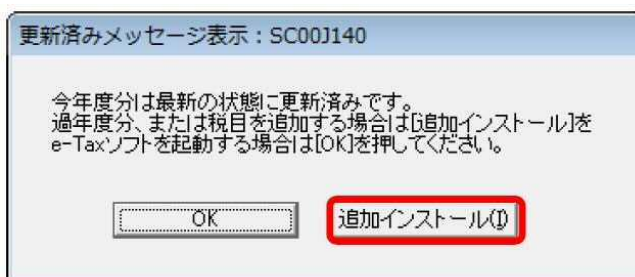 更新済みメッセージ表示：SC00J140
今年度分は最新の状態に更新済みです。
過年度分、または税目を追加する場合は[追加インストール]を
e-Taxソフトを起動する場合は[OK]を押してください。
OK
追加インストール(I)